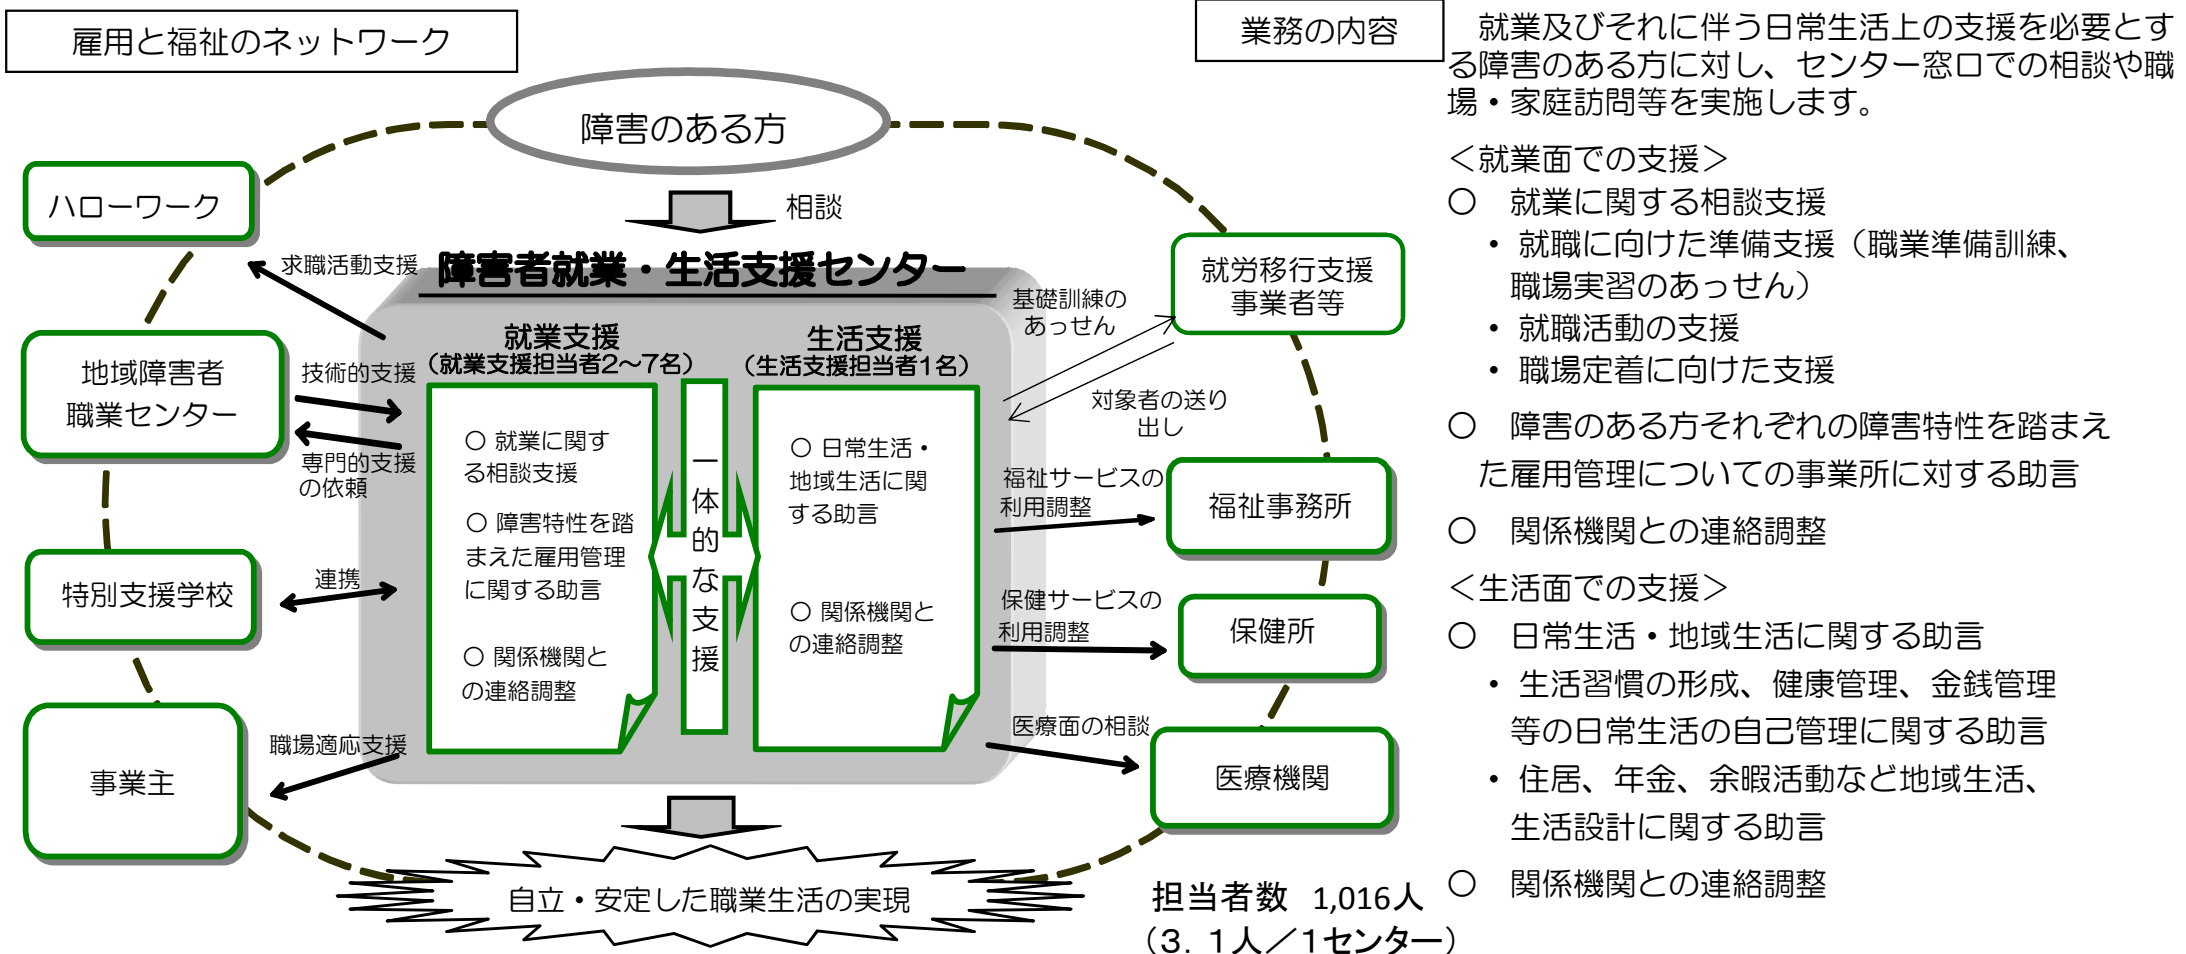 雇用と福祉のネットワーク
障害のある方
相談
ハローワーク
求職活動支援
地域障害者
職業センター
技術的支援
専門的支援
の依頼
特別支援学校
連携
事業主
職場適応支援
障害者就業・生活支援センター
就業支援
（就業支援担当者2～7名）
○ 就業に関す
る相談支援
○ 障害特性を踏
まえた雇用管理
に関する助言
○ 関係機関と
の連絡調整
一体的な支援
生活支援
（生活支援担当者1名）
○ 日常生活・
地域生活に関
する助言
○ 関係機関と
の連絡調整
基礎訓練の
あっせん
対象者の送り
出し
就労移行支援
事業者等
福祉サービスの
利用調整
福祉事務所
保健サービスの
利用調整
保健所
医療面の相談
医療機関
自立・安定した職業生活の実現
担当者数　1,016人
（３．１人／１センター）
業務の内容
就業及びそれに伴う日常生活上の支援を必要とす
る障害のある方に対し、センター窓口での相談や職
場・家庭訪問等を実施します。
＜就業面での支援＞
○　就業に関する相談支援
・ 就職に向けた準備支援（職業準備訓練、
職場実習のあっせん）
・ 就職活動の支援
・ 職場定着に向けた支援
○　障害のある方それぞれの障害特性を踏まえ
た雇用管理についての事業所に対する助言
○　関係機関との連絡調整
＜生活面での支援＞
○　日常生活・地域生活に関する助言
・ 生活習慣の形成、健康管理、金銭管理
等の日常生活の自己管理に関する助言
・ 住居、年金、余暇活動など地域生活、
生活設計に関する助言
○　関係機関との連絡調整